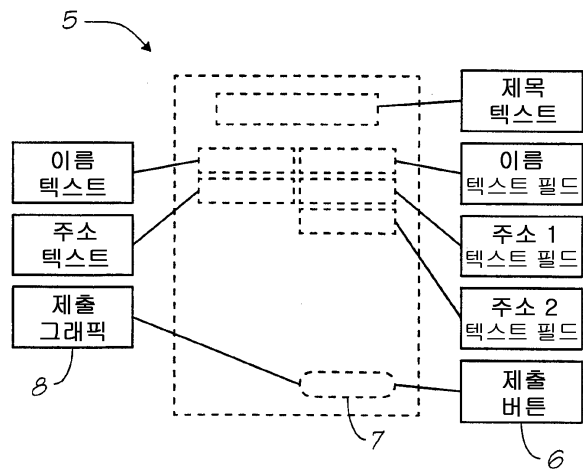 5
제목
텍스트
이름
텍스트
이름
텍스트 필드
주소
텍스트
주소 1
텍스트 필드
제출
그래픽
주소 2
텍스트 필드
제출
버튼
8
7
6